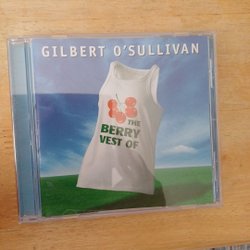 GILBERT O'SULLIVAN
THE
BERRY
VEST OF